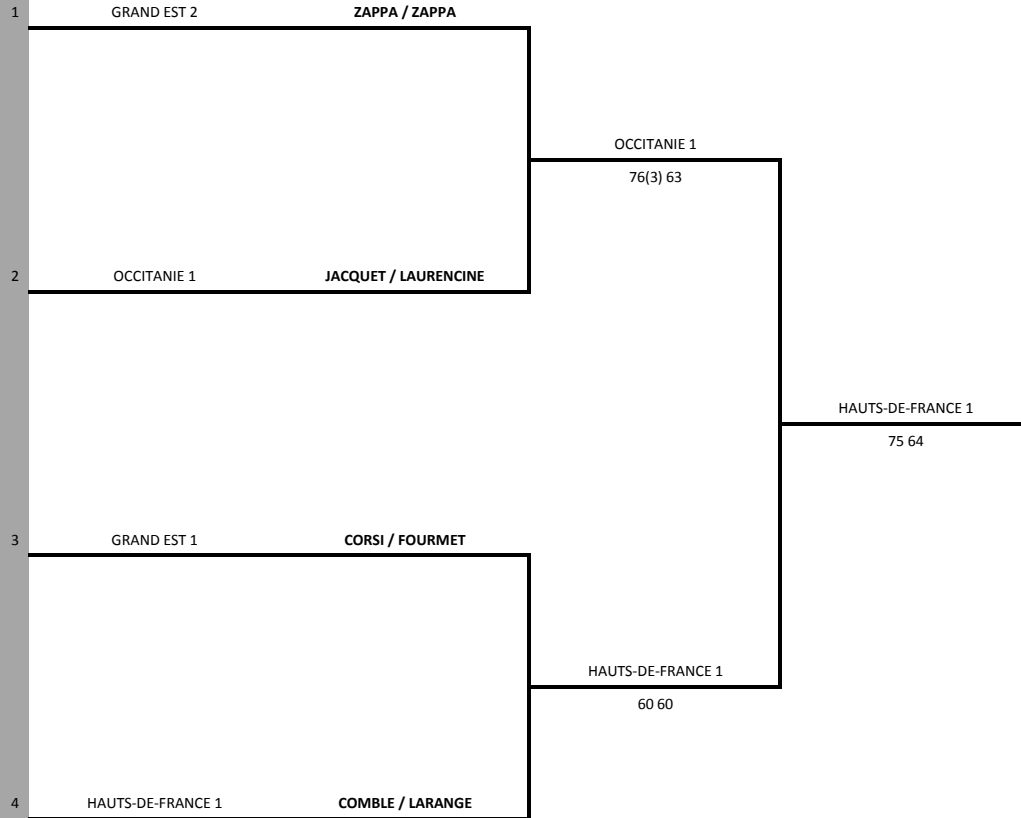 1 GRAND EST 2 ZAPPA / ZAPPA
OCCITANIE 1
76(3) 63
2 OCCITANIE 1 JACQUET / LAURENCINE
HAUTS-DE-FRANCE 1
75 64
3 GRAND EST 1 CORSI / FOURMET
HAUTS-DE-FRANCE 1
60 60
4 HAUTS-DE-FRANCE 1 COMBLE / LARANGE